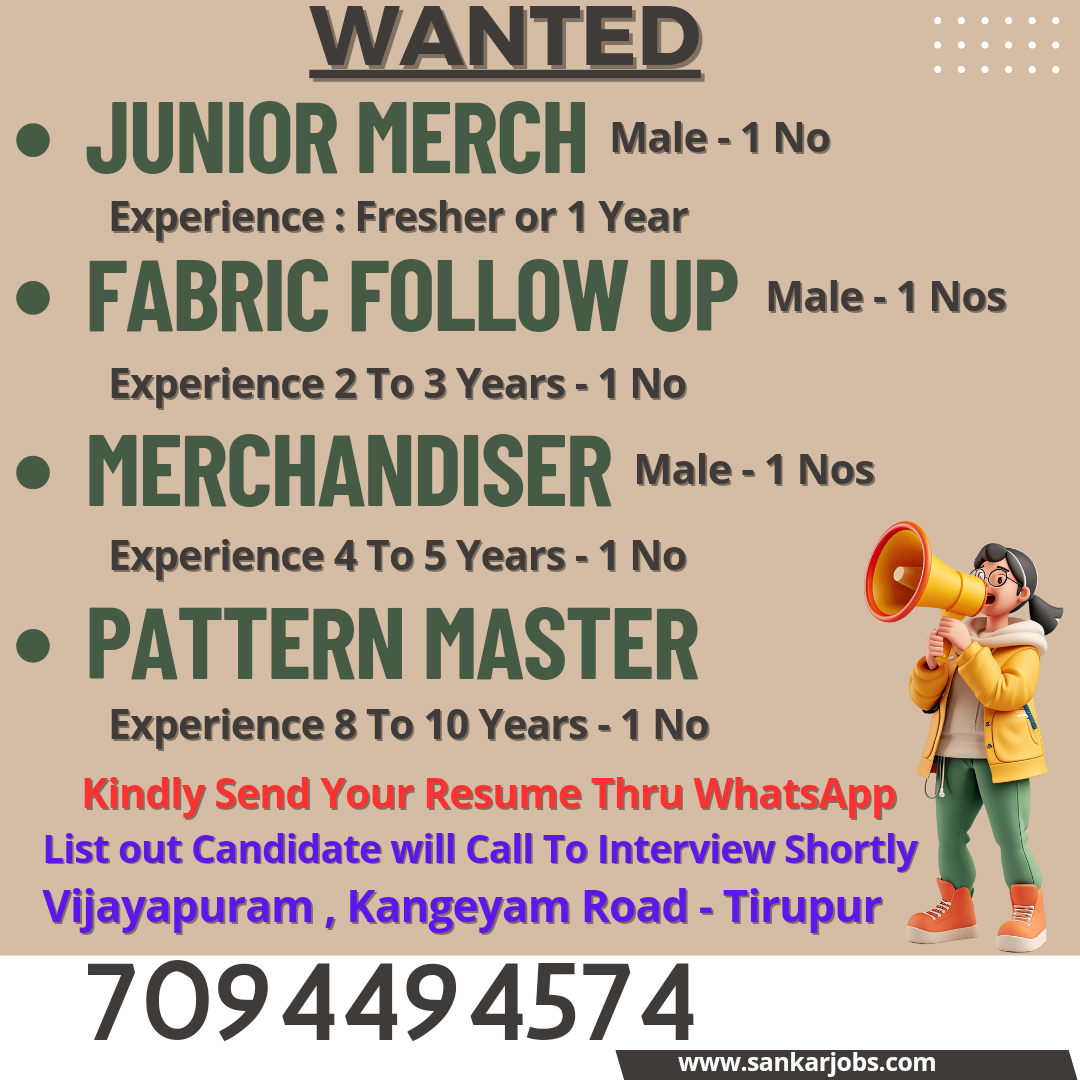 WANTED
JUNIOR MERCH Male - 1 No
Experience : Fresher or 1 Year
FABRIC FOLLOW UP Male - 1 Nos
Experience 2 To 3 Years - 1 No
MERCHANDISER Male - 1 Nos
Experience 4 To 5 Years - 1 No
PATTERN MASTER
Experience 8 To 10 Years - 1 No
Kindly Send Your Resume Thru WhatsApp
List out Candidate will Call To Interview Shortly
Vijayapuram , Kangeyam Road - Tirupur
7094494574
www.sankarjobs.com